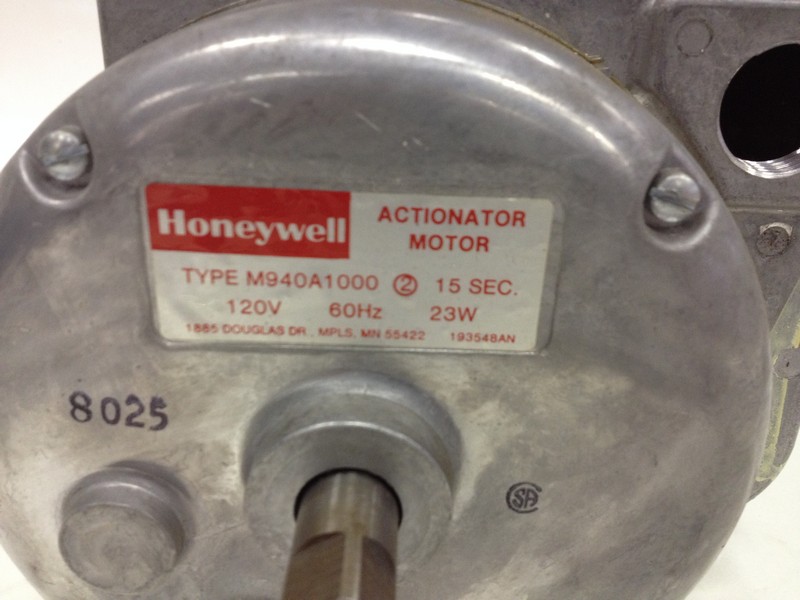 Honeywell
ACTIONATOR
MOTOR
TYPE M940A1000 ② 15 SEC.
120V 60Hz 23W
1885 DOUGLAS DR., MPLS. MN 55422 193548AN
8025
SA